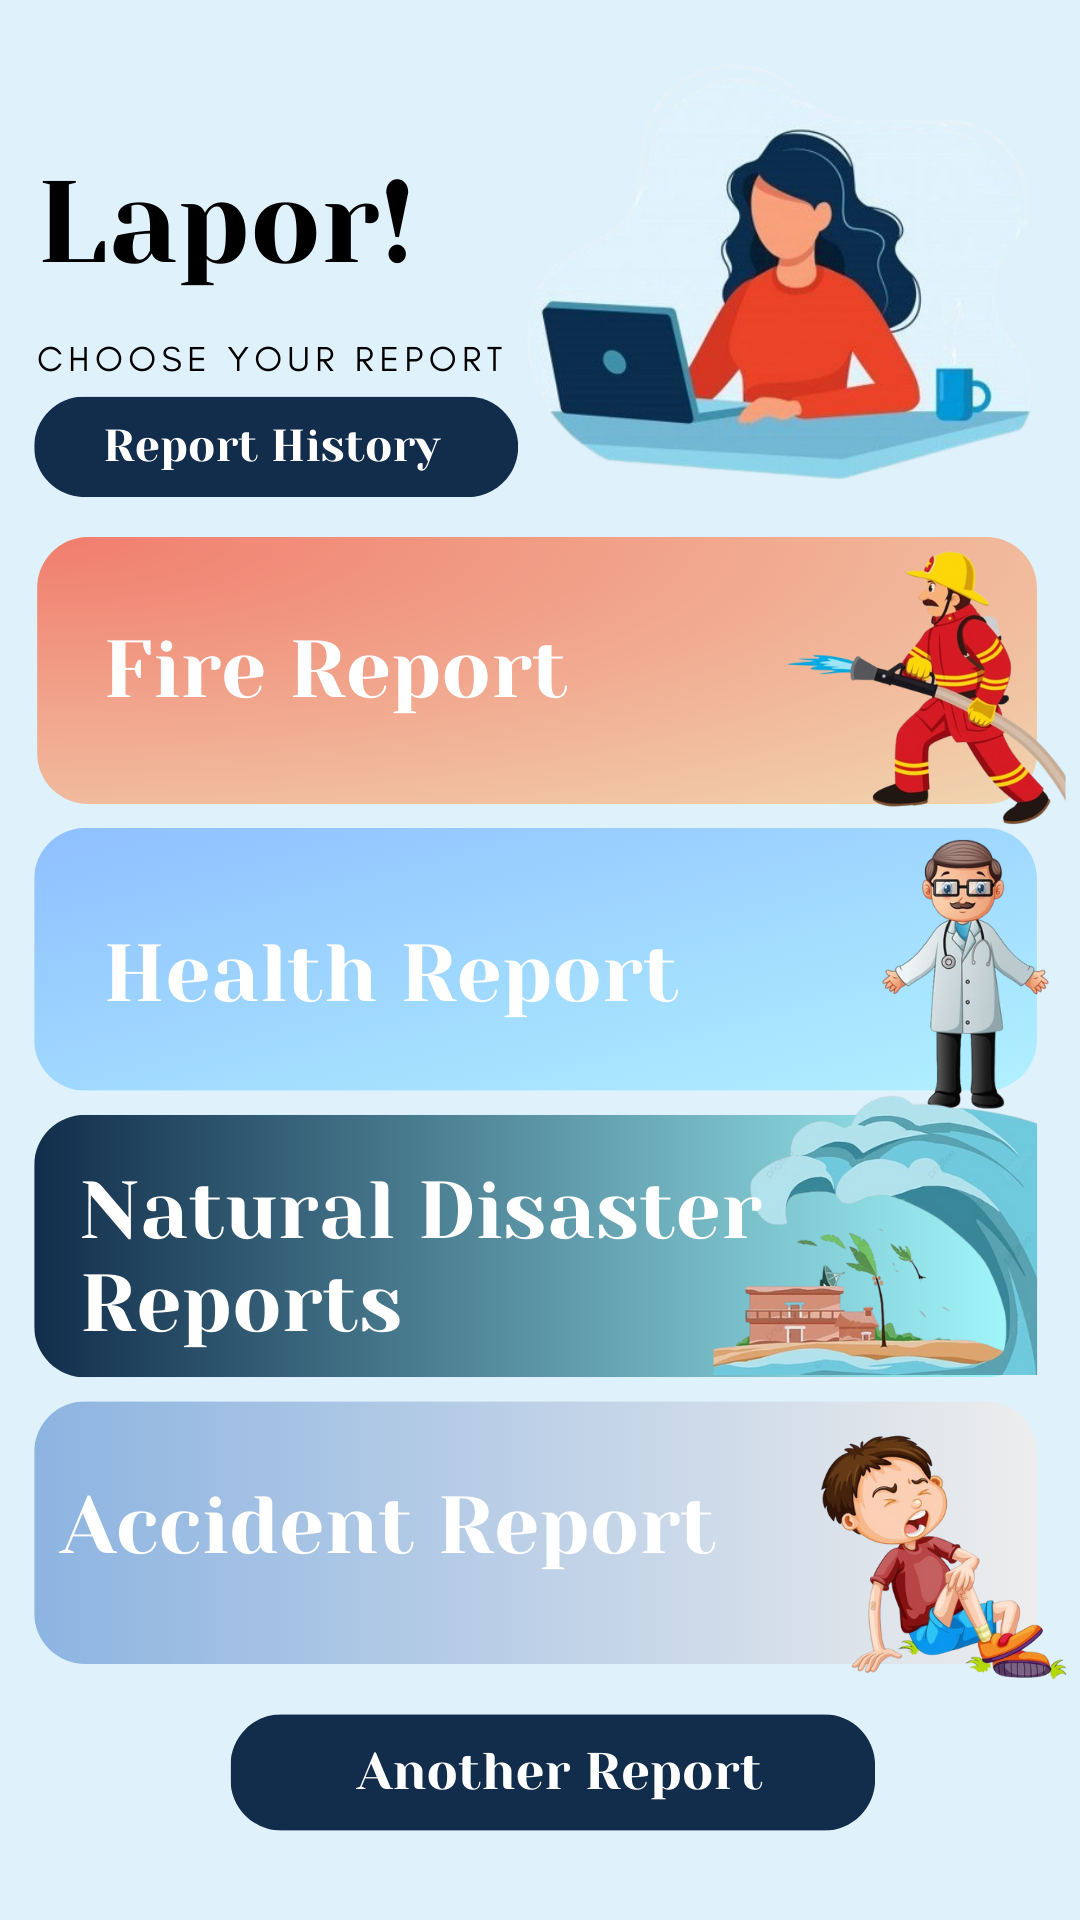 Lapor!
CHOOSE YOUR REPORT
Report History
Fire Report
Health Report
Natural Disaster
Reports
Accident Report
Another Report